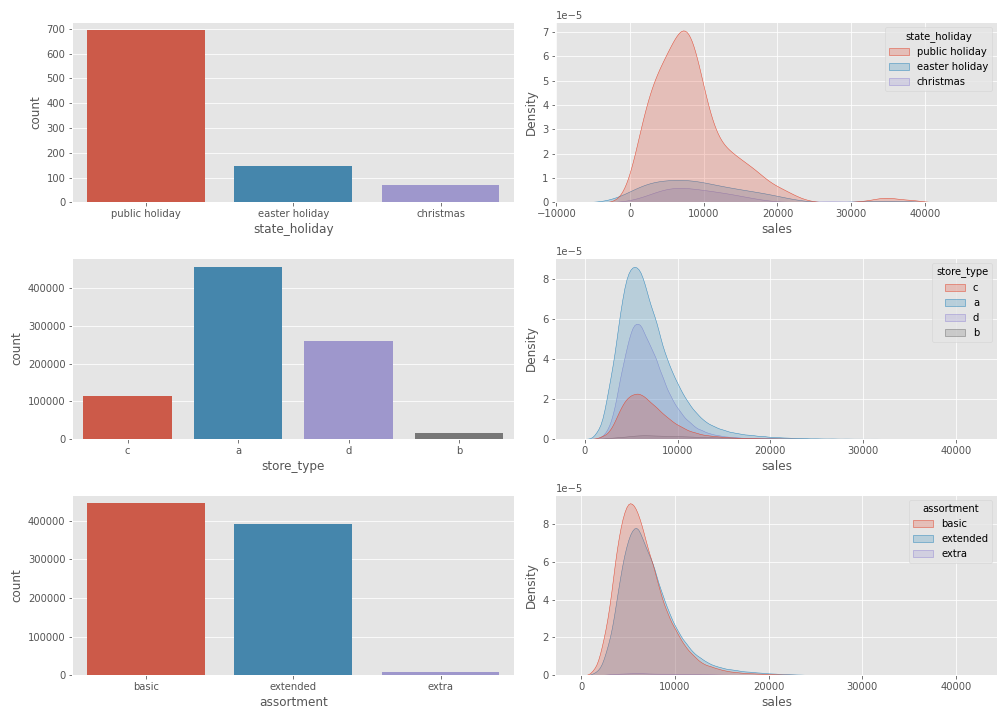 700
600
500
400
300
200
100
0
count
public holiday easter holiday christmas
state_holiday
1e−5
7
6
5
4
3
2
1
0
Density
−10000 0 10000 20000 30000 40000
sales
state_holiday
public holiday
easter holiday
christmas
400000
300000
200000
100000
0
count
c a d b
store_type
1e−5
8
6
4
2
0
Density
0 10000 20000 30000 40000
sales
store_type
c
a
d
b
400000
300000
200000
100000
0
count
basic extended extra
assortment
1e−5
8
6
4
2
0
Density
0 10000 20000 30000 40000
sales
assortment
basic
extended
extra